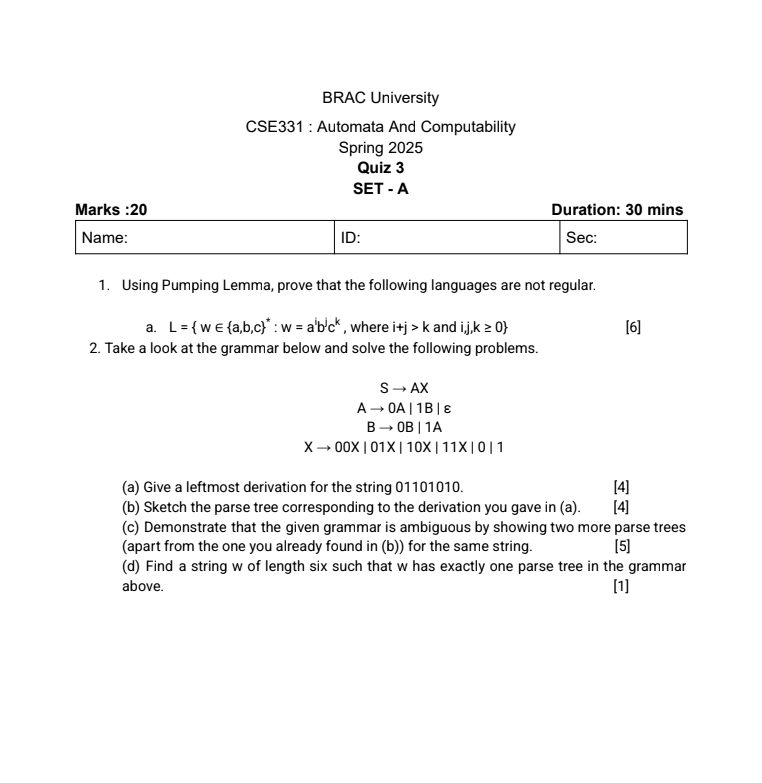 BRAC University
CSE331 : Automata And Computability
Spring 2025
Quiz 3
SET - A
Marks :20 Duration: 30 mins
Name: ID: Sec:
1. Using Pumping Lemma, prove that the following languages are not regular.
a. L = { w ∈ {a,b,c}* : w = aⁱbʲcᵏ , where i+j > k and i,j,k ≥ 0} [6]
2. Take a look at the grammar below and solve the following problems.
S → AX
A → 0A | 1B | ε
B → 0B | 1A
X → 00X | 01X | 10X | 11X | 0 | 1
(a) Give a leftmost derivation for the string 01101010. [4]
(b) Sketch the parse tree corresponding to the derivation you gave in (a). [4]
(c) Demonstrate that the given grammar is ambiguous by showing two more parse trees
(apart from the one you already found in (b)) for the same string. [5]
(d) Find a string w of length six such that w has exactly one parse tree in the grammar
above. [1]